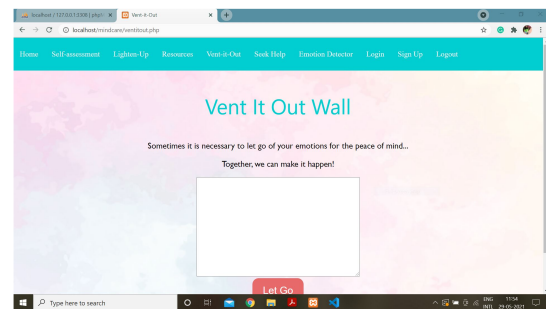 localhost / 127.0.0.1:3308 | phpm
Vent-it-Out
localhost/mindcare/ventitout.php
Home Self-assessment Lighten-Up Resources Vent-it-Out Seek Help Emotion Detector Login Sign Up Logout
Vent It Out Wall
Sometimes it is necessary to let go of your emotions for the peace of mind...
Together, we can make it happen!
Let Go
Type here to search
ENG 11:54
INTL 29-05-2021